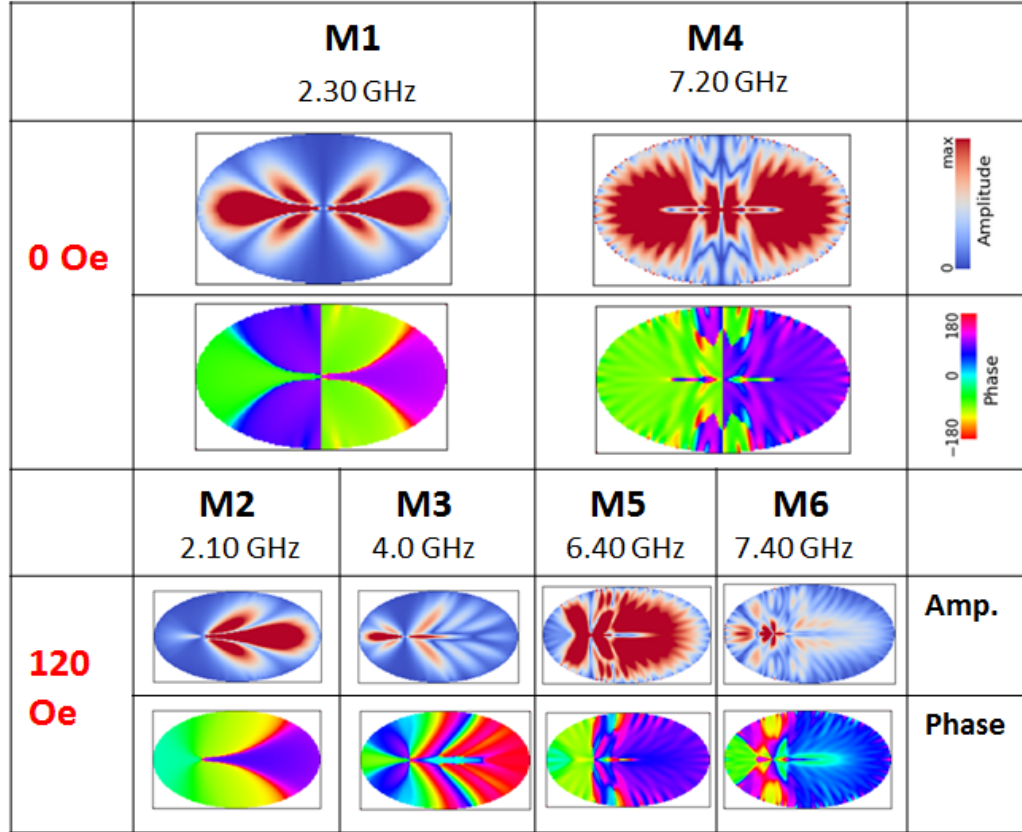 M1
M4
2.30 GHz
7.20 GHz
0 Oe
max
0
Amplitude
180
0
−180
Phase
M2
M3
M5
M6
2.10 GHz
4.0 GHz
6.40 GHz
7.40 GHz
120
Oe
Amp.
Phase